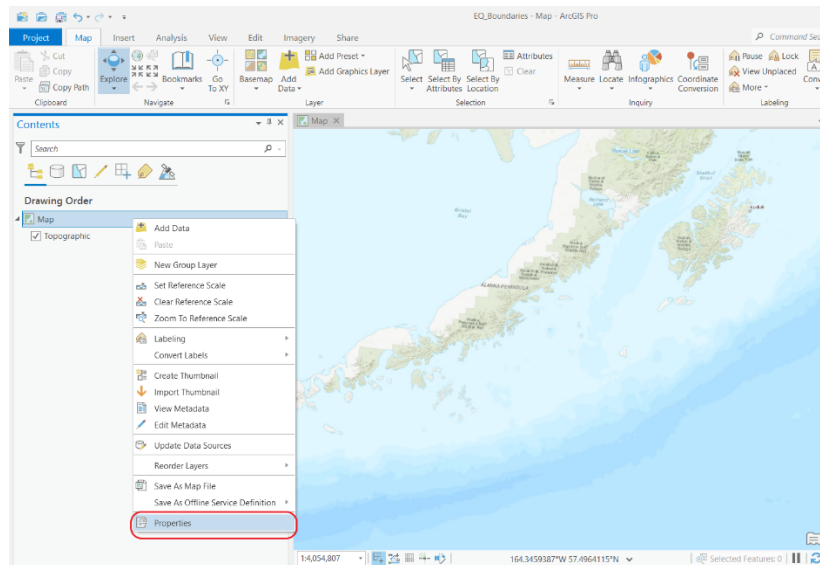 EQ_Boundaries - Map - ArcGIS Pro
Project Map Insert Analysis View Edit Imagery Share
Command Sea
Paste
Cut
Copy
Copy Path
Clipboard
Explore
Bookmarks
Go To XY
Navigate
Basemap
Add Data
Add Preset
Add Graphics Layer
Layer
Select
Select By Attributes
Select By Location
Attributes
Clear
Selection
Measure
Locate
Infographics
Coordinate Conversion
Inquiry
Pause
Lock
View Unplaced
More
Labeling
Conv
Contents
Search
Drawing Order
Map
Topographic
Add Data
Paste
New Group Layer
Set Reference Scale
Clear Reference Scale
Zoom To Reference Scale
Labeling
Convert Labels
Create Thumbnail
Import Thumbnail
View Metadata
Edit Metadata
Update Data Sources
Reorder Layers
Save As Map File
Save As Offline Service Definition
Properties
Map
Bristol
Bay
ALASKA PENINSULA
Kodiak
1:4,054,807
164.3459387°W 57.4964115°N
Selected Features: 0